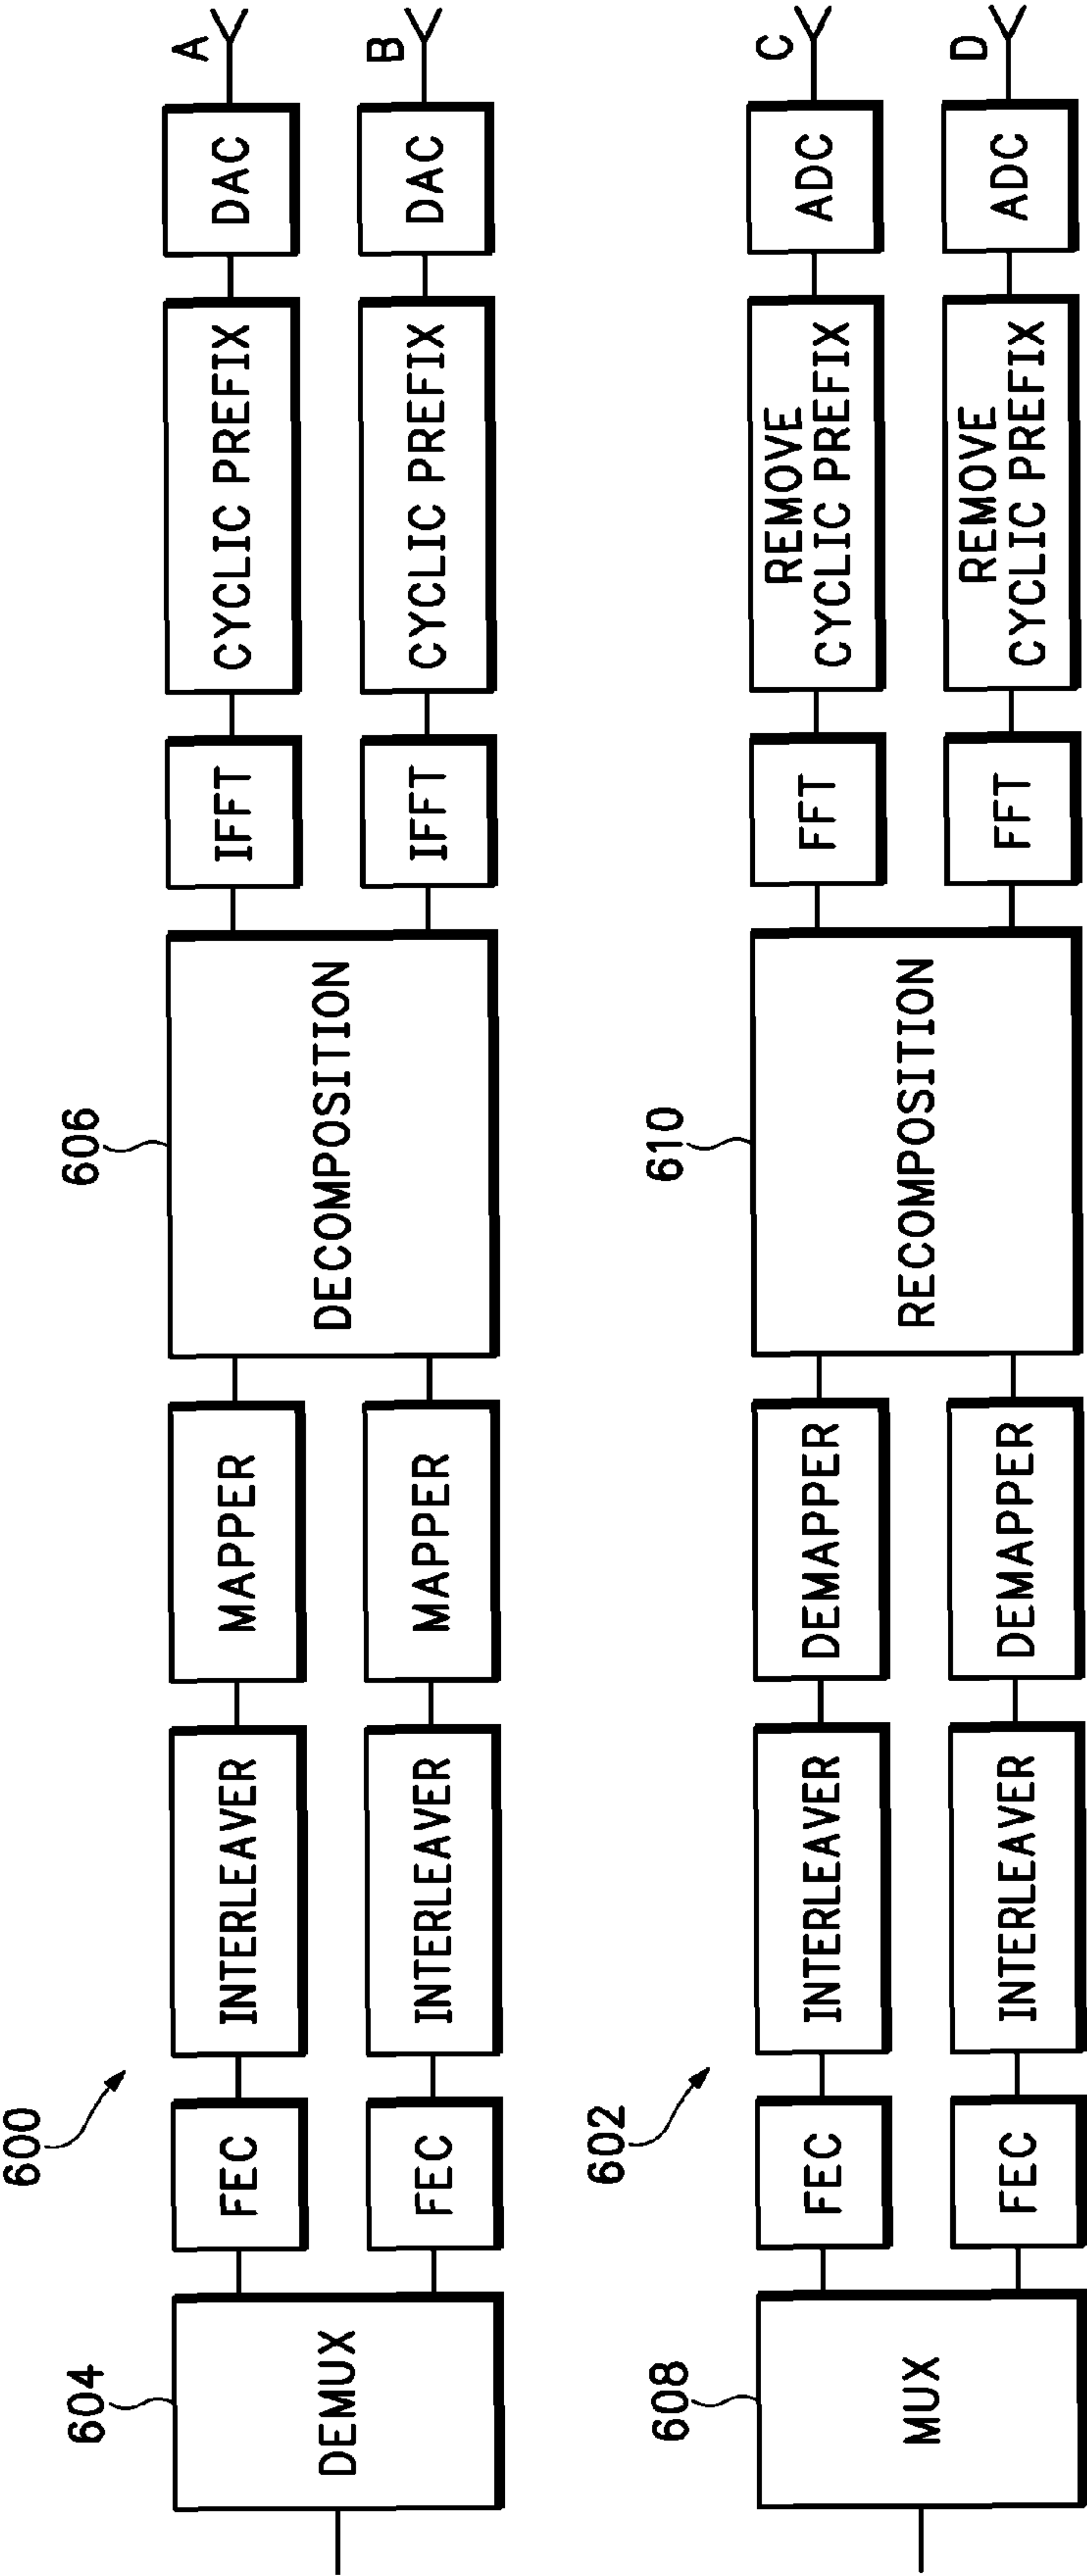 600
604
DEMUX
FEC
INTERLEAVER
MAPPER
606
DECOMPOSITION
IFFT
CYCLIC PREFIX
DAC
A
FEC
INTERLEAVER
MAPPER
IFFT
CYCLIC PREFIX
DAC
B
602
608
MUX
FEC
INTERLEAVER
DEMAPPER
610
RECOMPOSITION
FFT
REMOVE
CYCLIC PREFIX
ADC
C
FEC
INTERLEAVER
DEMAPPER
FFT
REMOVE
CYCLIC PREFIX
ADC
D